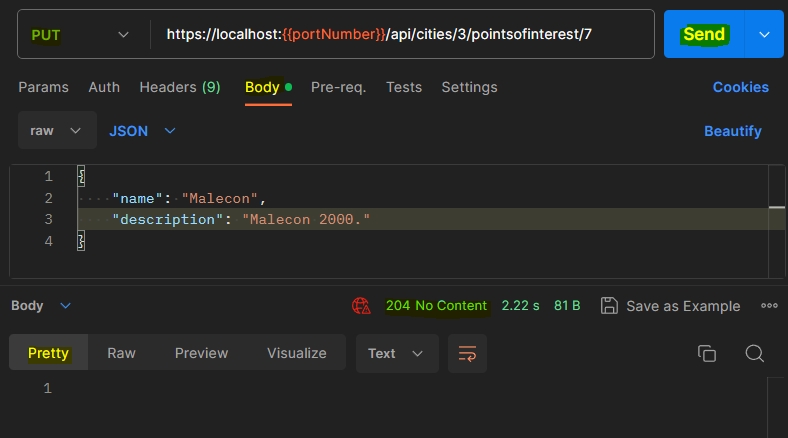 PUT https://localhost:{{portNumber}}/api/cities/3/pointsofinterest/7 Send
Params Auth Headers (9) Body Pre-req. Tests Settings Cookies
raw JSON Beautify
1 {
2 "name": "Malecon",
3 "description": "Malecon 2000."
4 }
Body 204 No Content 2.22 s 81 B Save as Example
Pretty Raw Preview Visualize Text
1